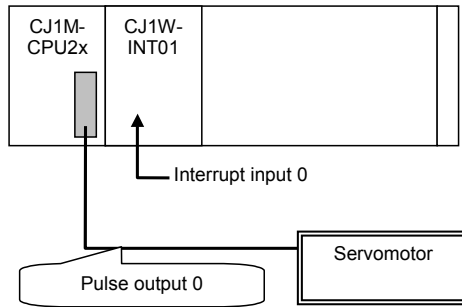 CJ1M-
CPU2x
CJ1W-
INT01
Interrupt input 0
Servomotor
Pulse output 0